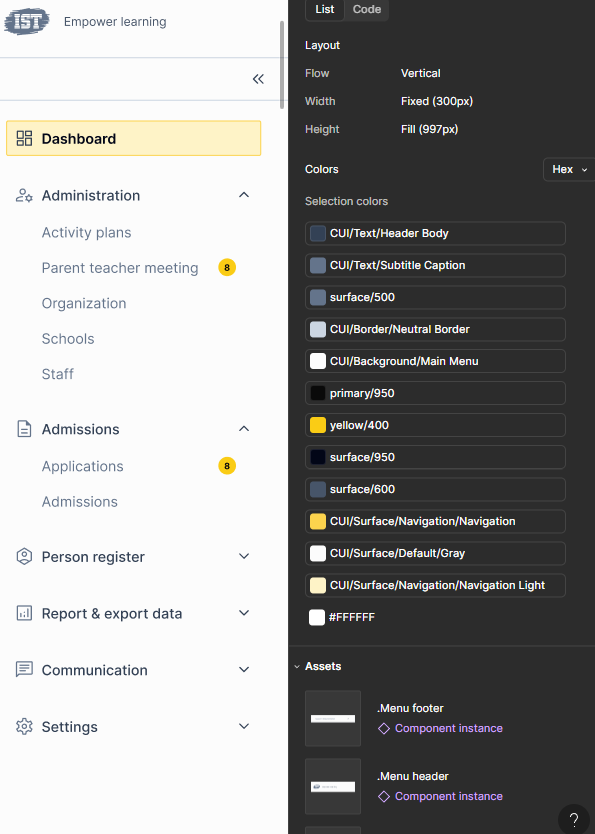 IST
Empower learning
Dashboard
Administration
Activity plans
Parent teacher meeting 8
Organization
Schools
Staff
Admissions
Applications 8
Admissions
Person register
Report & export data
Communication
Settings
List Code
Layout
Flow Vertical
Width Fixed (300px)
Height Fill (997px)
Colors Hex
Selection colors
CUI/Text/Header Body
CUI/Text/Subtitle Caption
surface/500
CUI/Border/Neutral Border
CUI/Background/Main Menu
primary/950
yellow/400
surface/950
surface/600
CUI/Surface/Navigation/Navigation
CUI/Surface/Default/Gray
CUI/Surface/Navigation/Navigation Light
#FFFFFF
Assets
.Menu footer
Component instance
.Menu header
Component instance
?